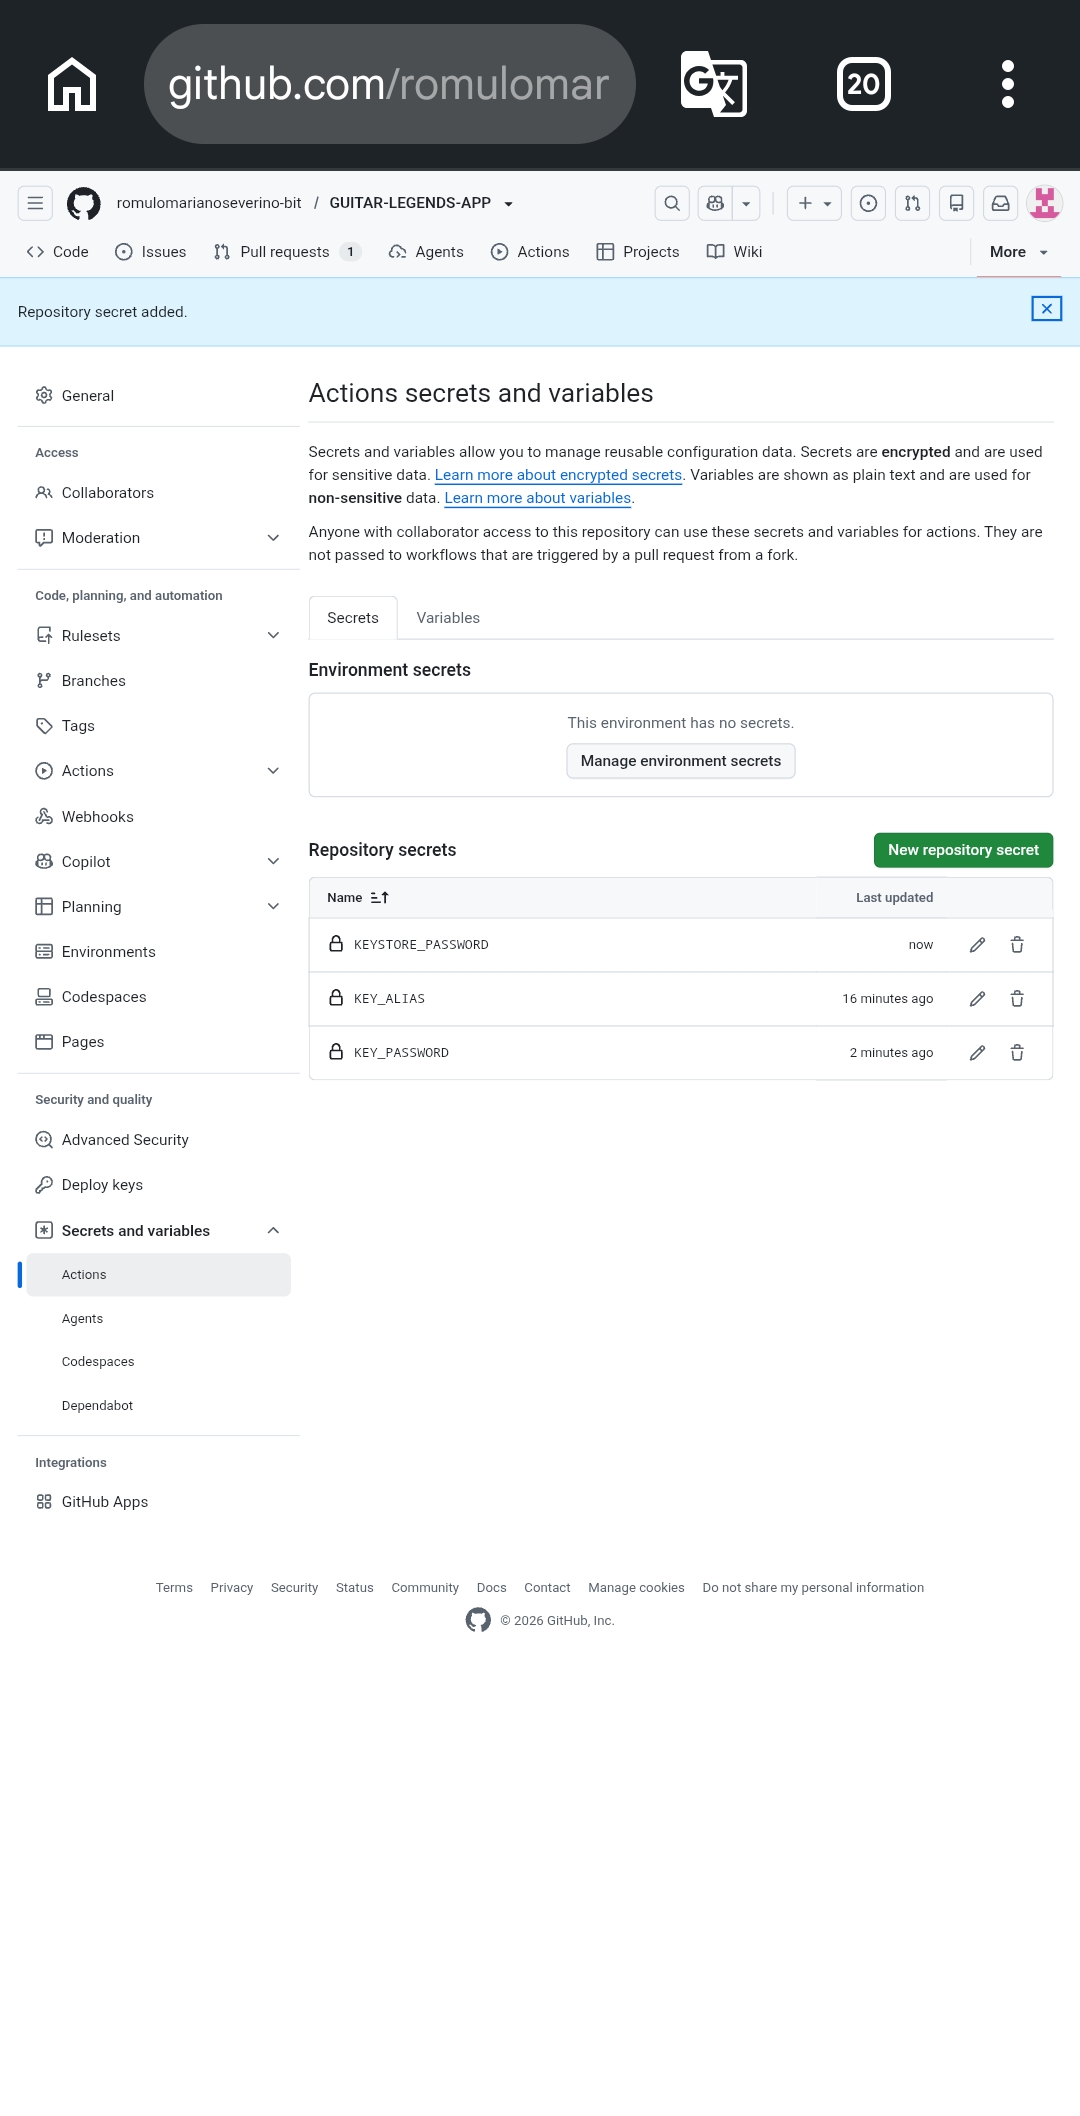 github.com/romulomar
20
romulomarianoseverino-bit / GUITAR-LEGENDS-APP
Code
Issues
Pull requests 1
Agents
Actions
Projects
Wiki
More
Repository secret added.
General
Access
Collaborators
Moderation
Code, planning, and automation
Rulesets
Branches
Tags
Actions
Webhooks
Copilot
Planning
Environments
Codespaces
Pages
Security and quality
Advanced Security
Deploy keys
Secrets and variables
Actions
Agents
Codespaces
Dependabot
Integrations
GitHub Apps
Actions secrets and variables
Secrets and variables allow you to manage reusable configuration data. Secrets are encrypted and are used
for sensitive data. Learn more about encrypted secrets. Variables are shown as plain text and are used for
non-sensitive data. Learn more about variables.
Anyone with collaborator access to this repository can use these secrets and variables for actions. They are
not passed to workflows that are triggered by a pull request from a fork.
Secrets
Variables
Environment secrets
This environment has no secrets.
Manage environment secrets
Repository secrets
New repository secret
Name
Last updated
KEYSTORE_PASSWORD
now
KEY_ALIAS
16 minutes ago
KEY_PASSWORD
2 minutes ago
Terms Privacy Security Status Community Docs Contact Manage cookies Do not share my personal information
© 2026 GitHub, Inc.